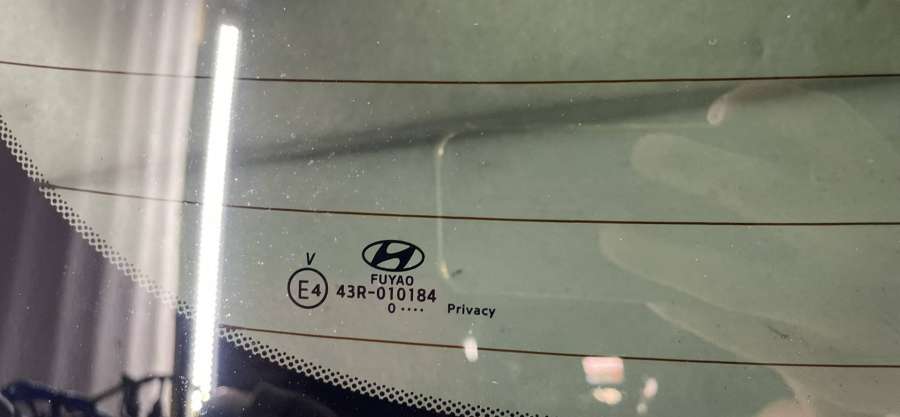 V
FUYAO
E4 43R-010184
0 ····  Privacy